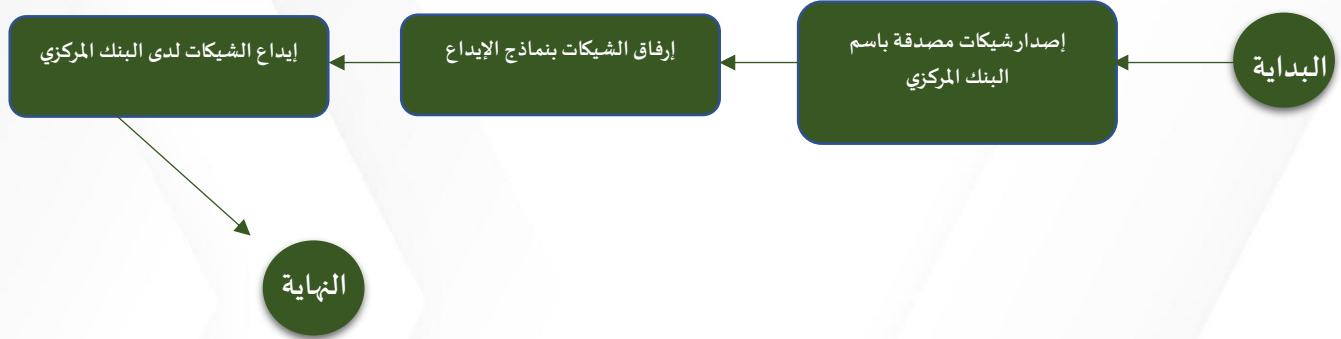 البداية
إصدار شيكات مصدقة باسم
البنك المركزي
إرفاق الشيكات بنماذج الإيداع
إيداع الشيكات لدى البنك المركزي
النهاية